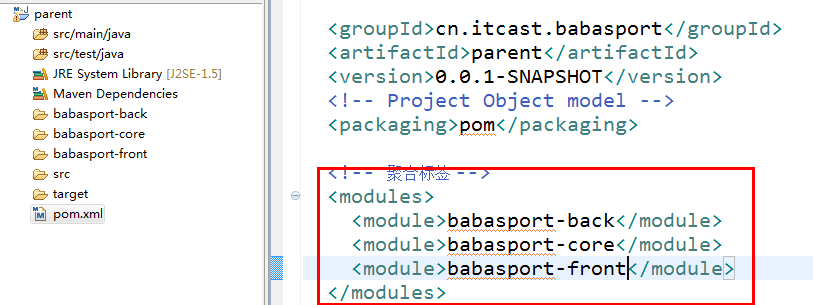 parent
src/main/java
src/test/java
JRE System Library [J2SE-1.5]
Maven Dependencies
babasport-back
babasport-core
babasport-front
src
target
pom.xml
<groupId>cn.itcast.babasport</groupId>
<artifactId>parent</artifactId>
<version>0.0.1-SNAPSHOT</version>
<!-- Project Object model -->
<packaging>pom</packaging>
<!-- 聚合标签 -->
<modules>
<module>babasport-back</module>
<module>babasport-core</module>
<module>babasport-front</module>
</modules>